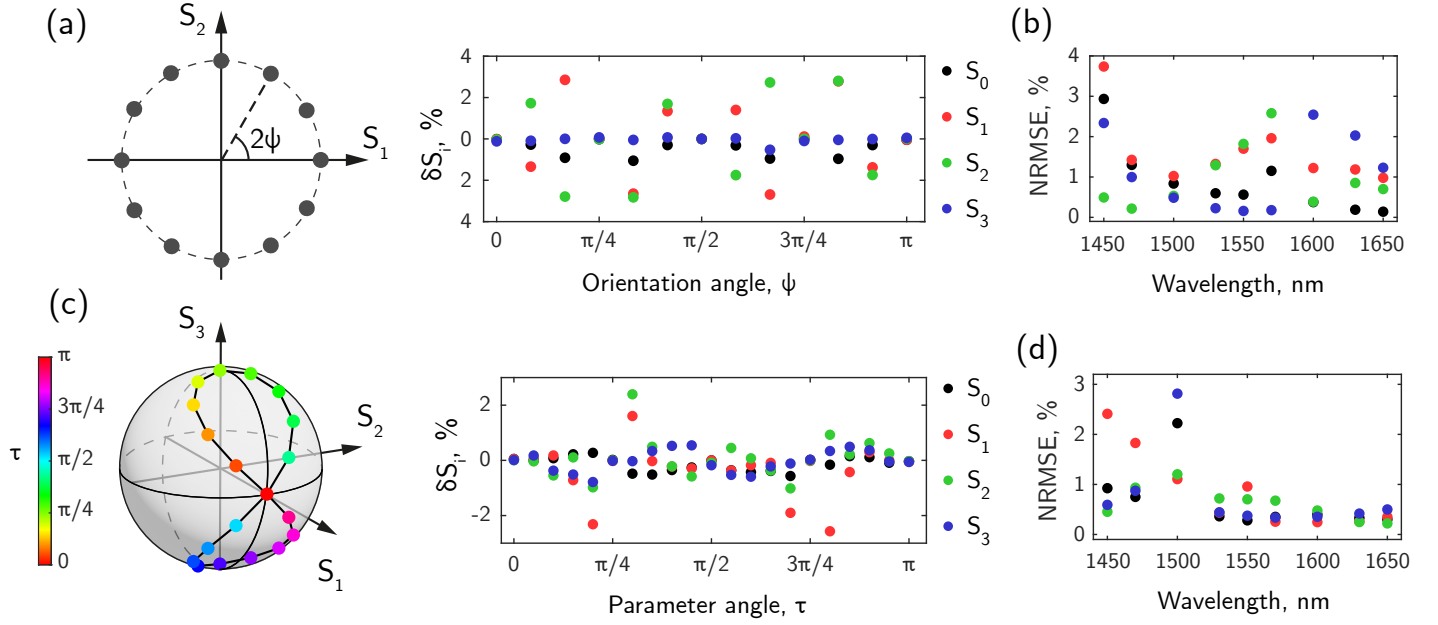 (a)
S2
S1
2ψ
δSi, %
4
2
0
2
4
0
π/4
π/2
3π/4
π
Orientation angle, ψ
S0
S1
S2
S3
(b)
NRMSE, %
4
3
2
1
0
1450
1500
1550
1600
1650
Wavelength, nm
(c)
S3
S2
S1
τ
π
3π/4
π/2
π/4
0
δSi, %
2
0
-2
0
π/4
π/2
3π/4
π
Parameter angle, τ
S0
S1
S2
S3
(d)
NRMSE, %
3
2
1
0
1450
1500
1550
1600
1650
Wavelength, nm